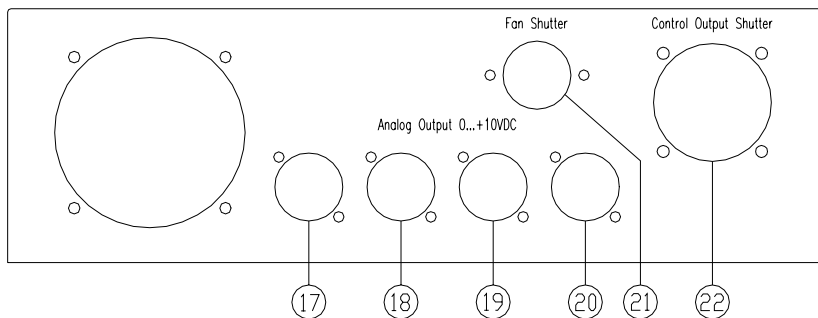 Fan Shutter
Control Output Shutter
Analog Output 0...+10VDC
17 18 19 20 21 22